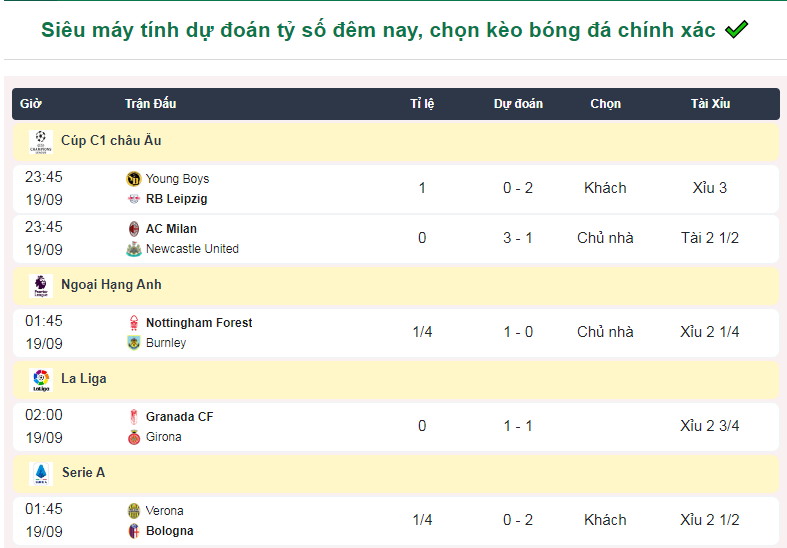 Siêu máy tính dự đoán tỷ số đêm nay, chọn kèo bóng đá chính xác
Giờ Trận Đấu Tỉ lệ Dự đoán Chọn Tài Xỉu
Cúp C1 châu Âu
23:45 Young Boys
19/09 RB Leipzig 1 0 - 2 Khách Xỉu 3
23:45 AC Milan
19/09 Newcastle United 0 3 - 1 Chủ nhà Tài 2 1/2
Ngoại Hạng Anh
01:45 Nottingham Forest
19/09 Burnley 1/4 1 - 0 Chủ nhà Xỉu 2 1/4
La Liga
02:00 Granada CF
19/09 Girona 0 1 - 1 Xỉu 2 3/4
Serie A
01:45 Verona
19/09 Bologna 1/4 0 - 2 Khách Xỉu 2 1/2